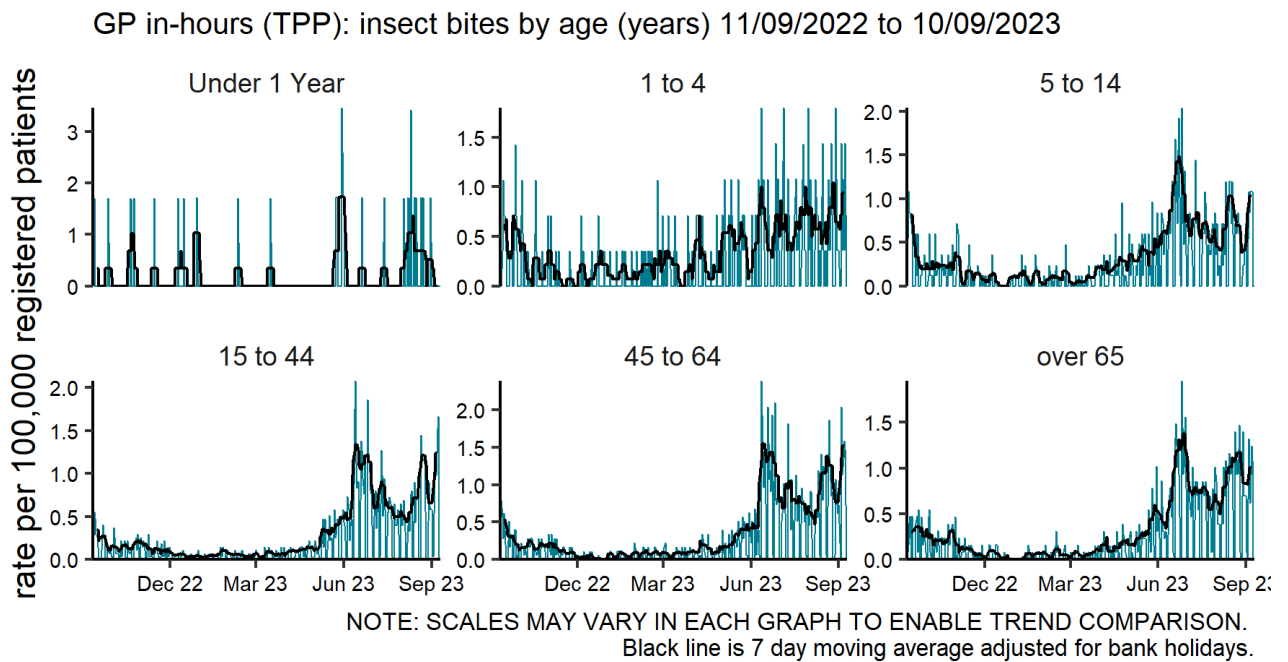 GP in-hours (TPP): insect bites by age (years) 11/09/2022 to 10/09/2023
rate per 100,000 registered patients
Under 1 Year
3
2
1
0
1 to 4
1.5
1.0
0.5
0.0
5 to 14
2.0
1.5
1.0
0.5
0.0
15 to 44
2.0
1.5
1.0
0.5
0.0
Dec 22 Mar 23 Jun 23 Sep 23
45 to 64
2.0
1.5
1.0
0.5
0.0
Dec 22 Mar 23 Jun 23 Sep 23
over 65
1.5
1.0
0.5
0.0
Dec 22 Mar 23 Jun 23 Sep 23
NOTE: SCALES MAY VARY IN EACH GRAPH TO ENABLE TREND COMPARISON.
Black line is 7 day moving average adjusted for bank holidays.